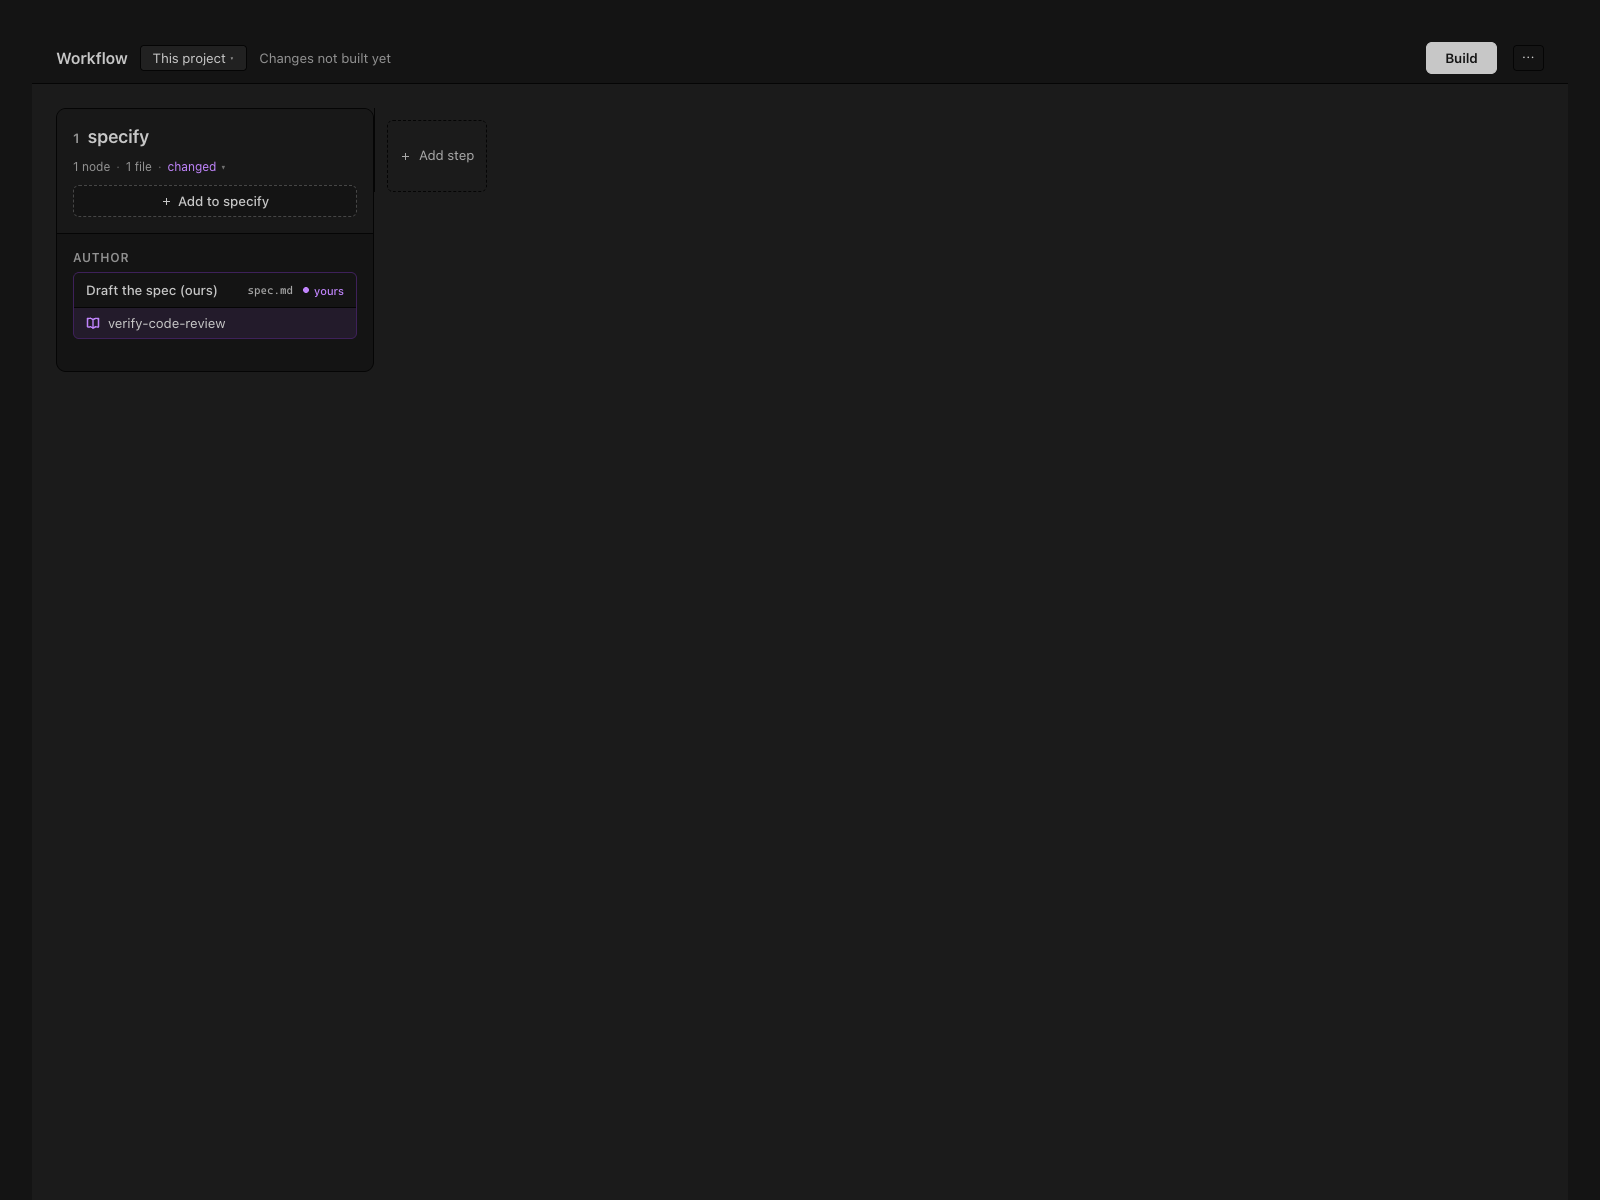 Workflow
This project
Changes not built yet
Build
...
1 specify
1 node · 1 file · changed
+ Add to specify
+ Add step
AUTHOR
Draft the spec (ours) spec.md yours
verify-code-review